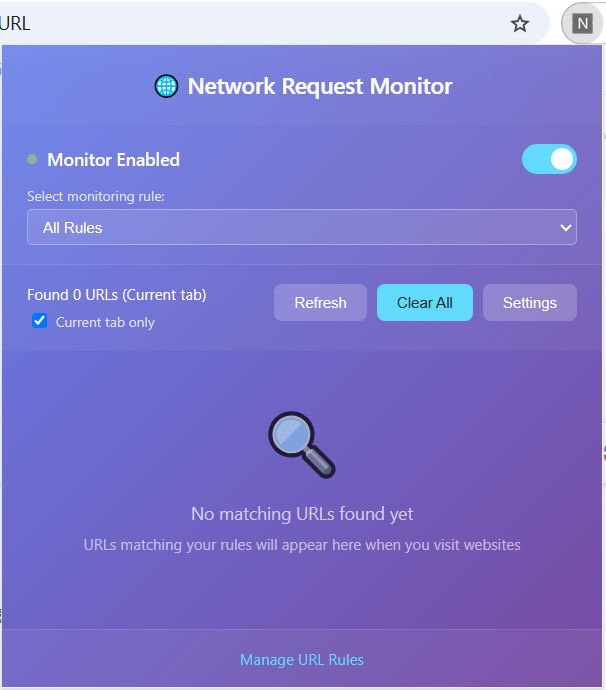 URL
N
Network Request Monitor
Monitor Enabled
Select monitoring rule:
All Rules
Found 0 URLs (Current tab)
Refresh
Clear All
Settings
Current tab only
No matching URLs found yet
URLs matching your rules will appear here when you visit websites
Manage URL Rules